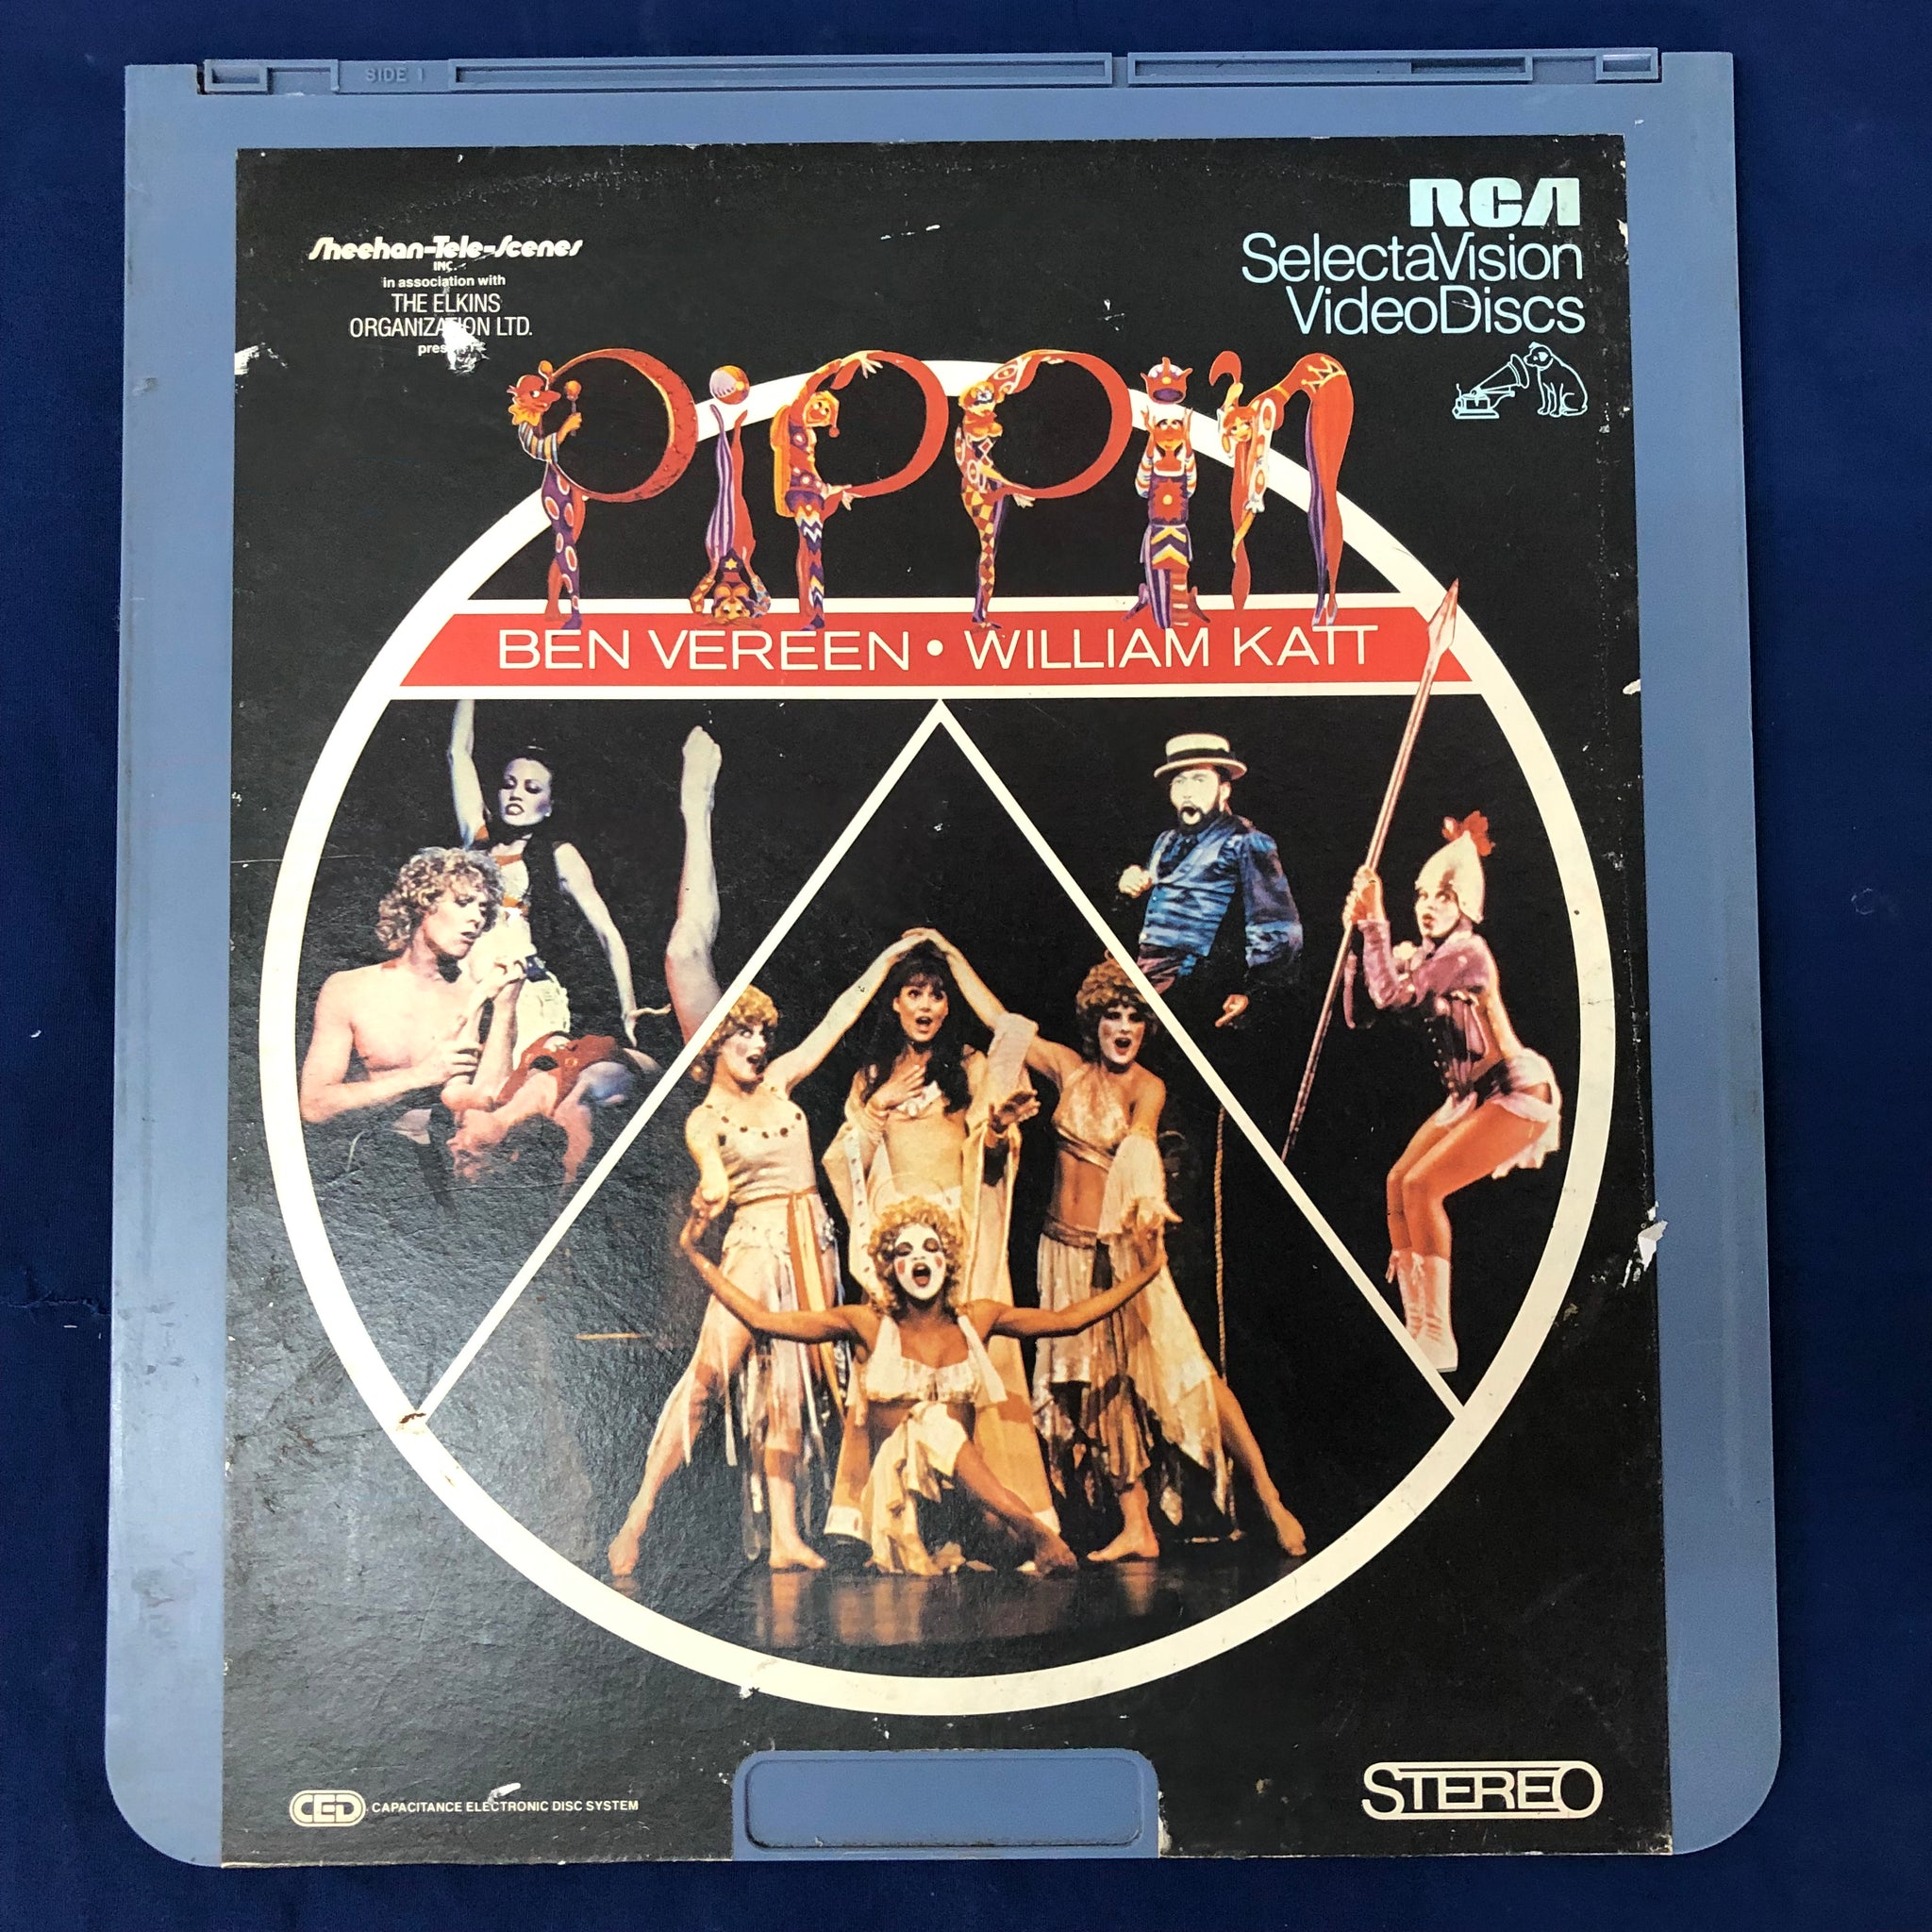 SIDE 1
Sheehan-Tele-Scenes
INC.
in association with
THE ELKINS
ORGANIZATION LTD.
RCA
SelectaVision
VideoDiscs
PIPPIN
BEN VEREEN • WILLIAM KATT
CED CAPACITANCE ELECTRONIC DISC SYSTEM
STEREO